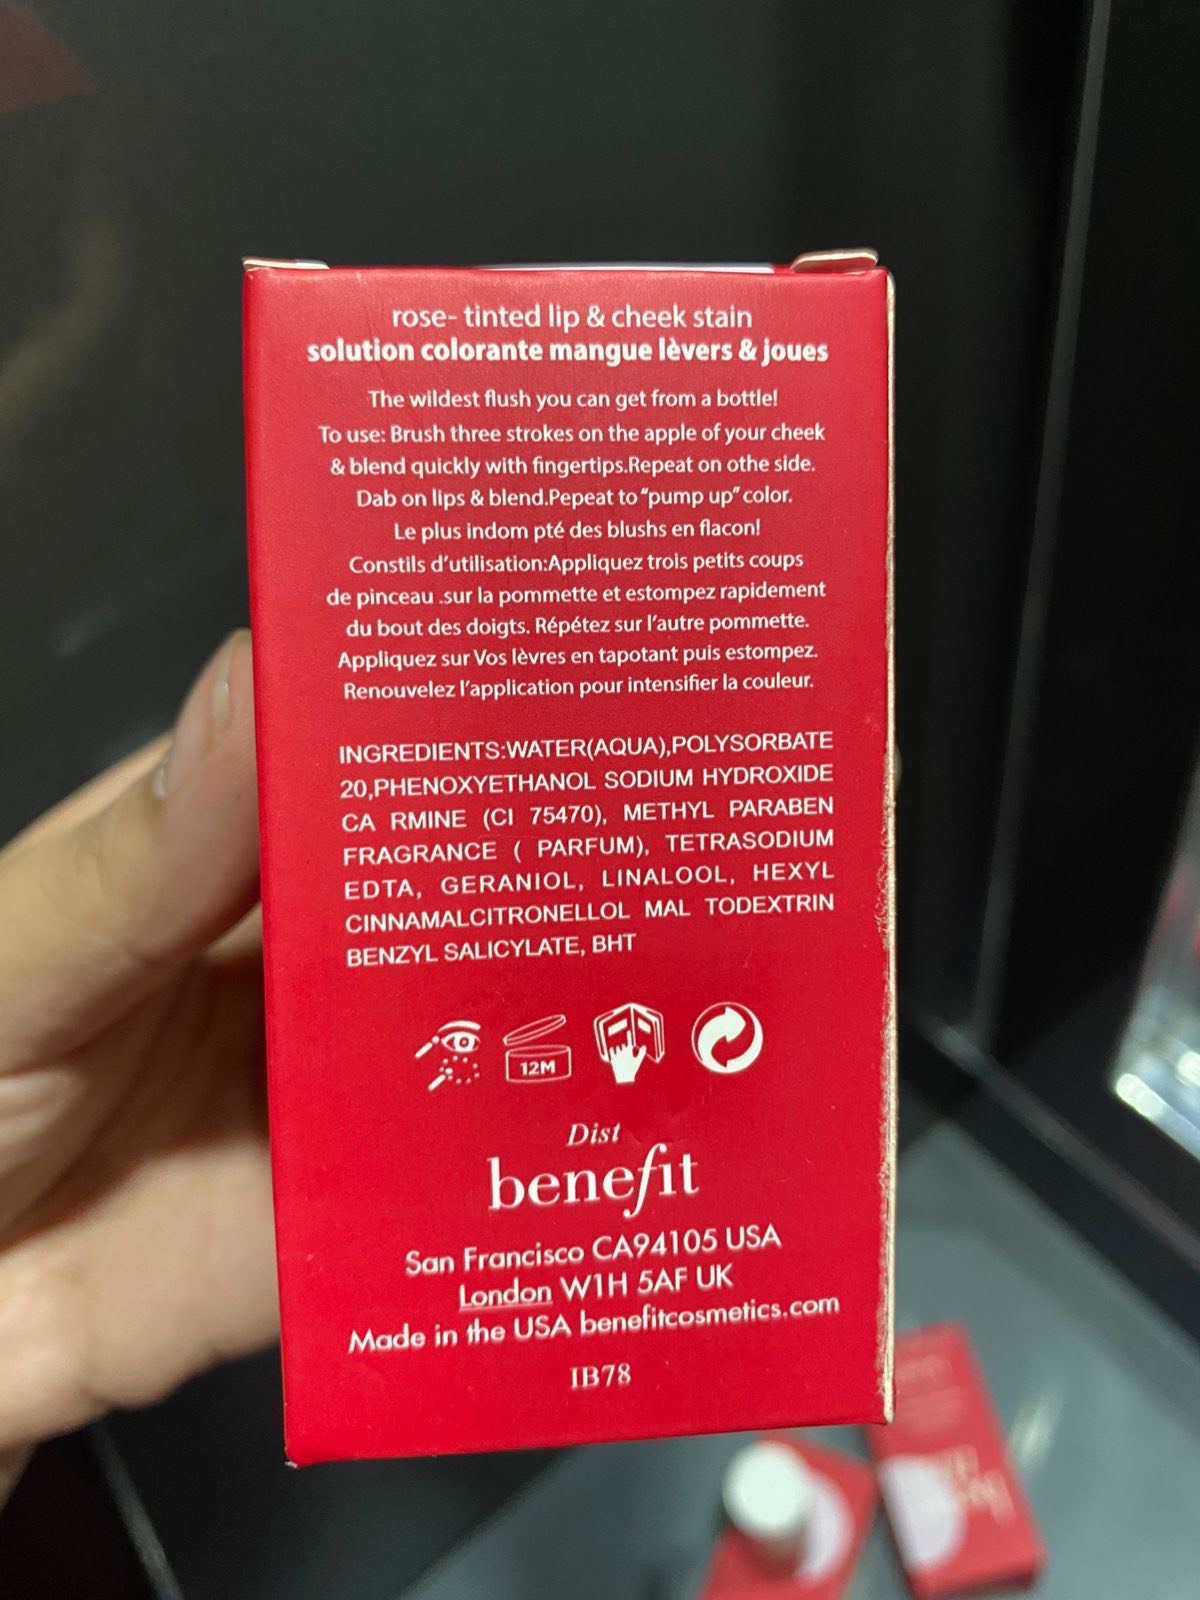 rose- tinted lip & cheek stain
solution colorante mangue lèvers & joues
The wildest flush you can get from a bottle!
To use: Brush three strokes on the apple of your cheek
& blend quickly with fingertips.Repeat on othe side.
Dab on lips & blend.Pepeat to "pump up" color.
Le plus indom pté des blushs en flacon!
Constils d'utilisation:Appliquez trois petits coups
de pinceau .sur la pommette et estompez rapidement
du bout des doigts. Répétez sur l'autre pommette.
Appliquez sur Vos lèvres en tapotant puis estompez.
Renouvelez l'application pour intensifier la couleur.
INGREDIENTS:WATER(AQUA),POLYSORBATE
20,PHENOXYETHANOL SODIUM HYDROXIDE
CA RMINE (CI 75470), METHYL PARABEN
FRAGRANCE ( PARFUM), TETRASODIUM
EDTA, GERANIOL, LINALOOL, HEXYL
CINNAMALCITRONELLOL MAL TODEXTRIN
BENZYL SALICYLATE, BHT
12M
Dist
benefit
San Francisco CA94105 USA
London W1H 5AF UK
Made in the USA benefitcosmetics.com
IB78